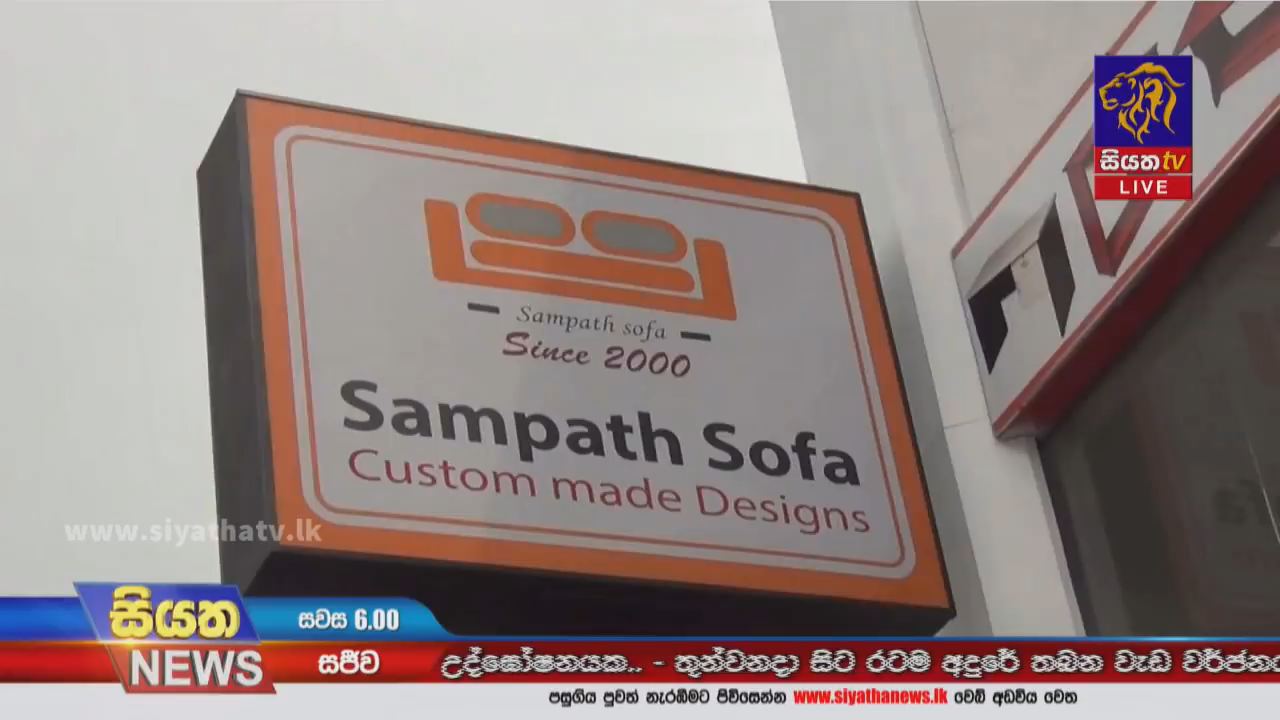 සියත tv
LIVE
Sampath sofa
Since 2000
Sampath Sofa
Custom made Designs
www.siyathatv.lk
සියත
NEWS
සවස 6.00
සජීව
උද්ඝෝෂනයක.. - තුන්වනදා සිට රටම අඳුරේ තබන වැඩ වර්ජන
පසුගිය පුවත් නැරඹීමට පිවිසෙන්න www.siyathanews.lk වෙබ් අඩවිය වෙත